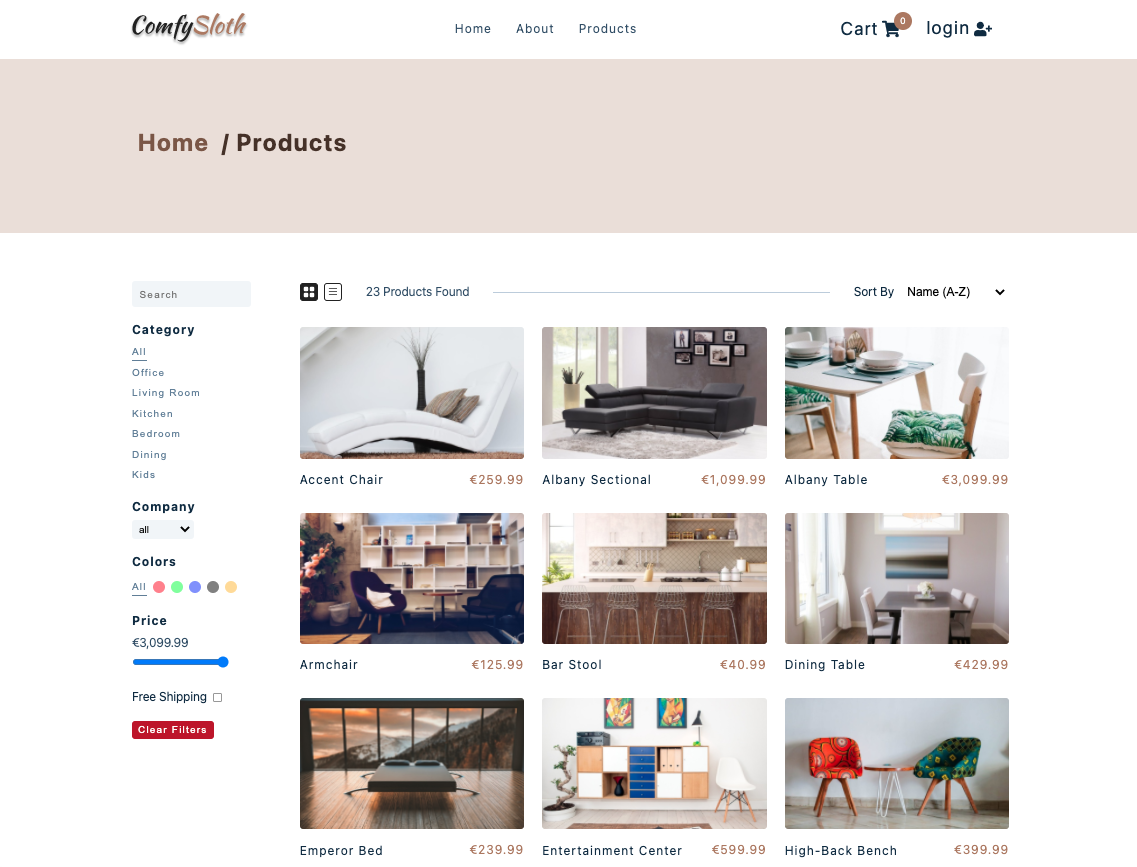 ComfySloth
Home About Products
Cart 0 login
Home / Products
Search
Category
All
Office
Living Room
Kitchen
Bedroom
Dining
Kids
Company
all
Colors
All
Price
€3,099.99
Free Shipping
Clear Filters
23 Products Found
Sort By Name (A-Z)
Accent Chair €259.99
Albany Sectional €1,099.99
Albany Table €3,099.99
Armchair €125.99
Bar Stool €40.99
Dining Table €429.99
Emperor Bed €239.99
Entertainment Center €599.99
High-Back Bench €399.99